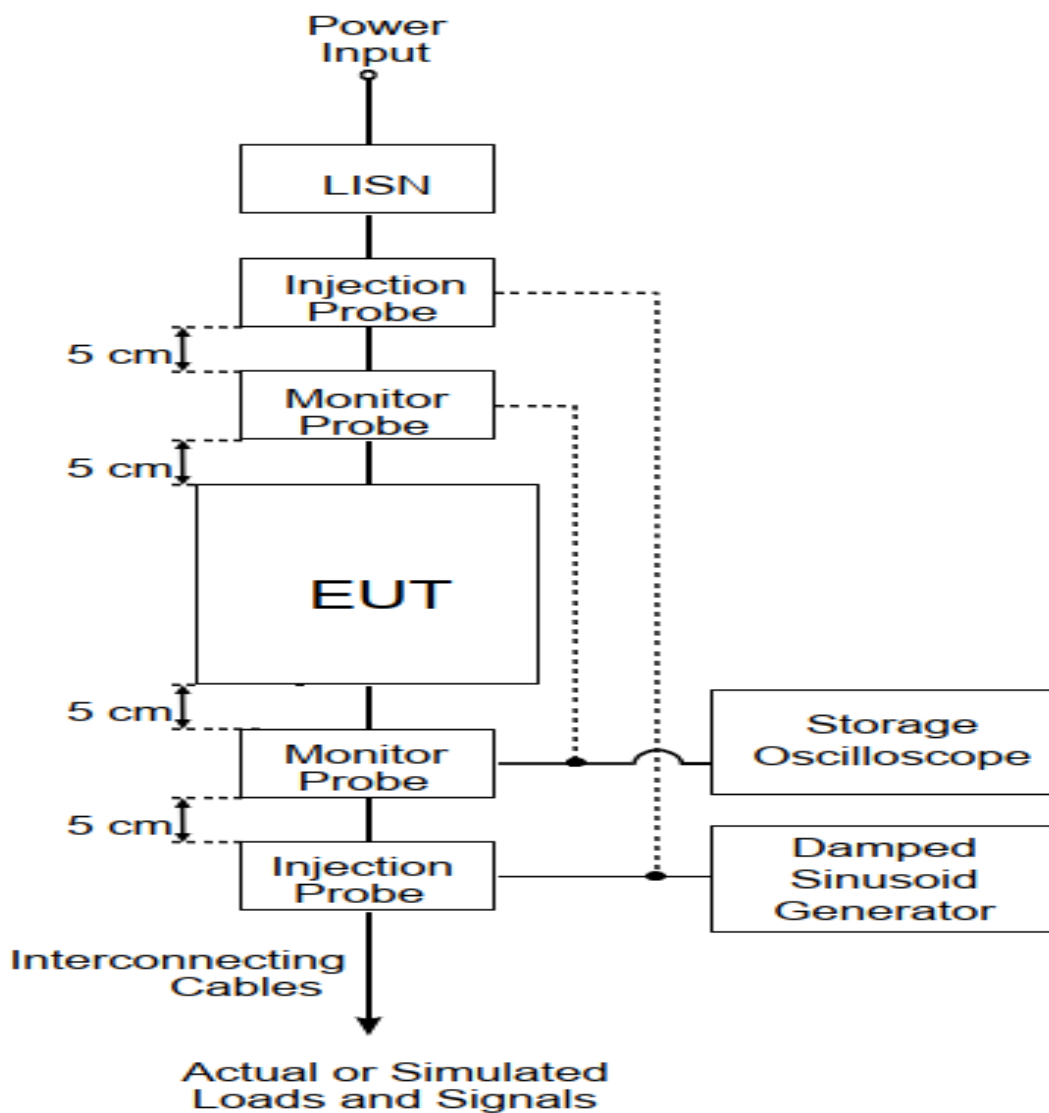 Power
Input
LISN
Injection
Probe
5 cm
Monitor
Probe
5 cm
EUT
5 cm
Monitor
Probe
Storage
Oscilloscope
5 cm
Injection
Probe
Damped
Sinusoid
Generator
Interconnecting
Cables
Actual or Simulated
Loads and Signals